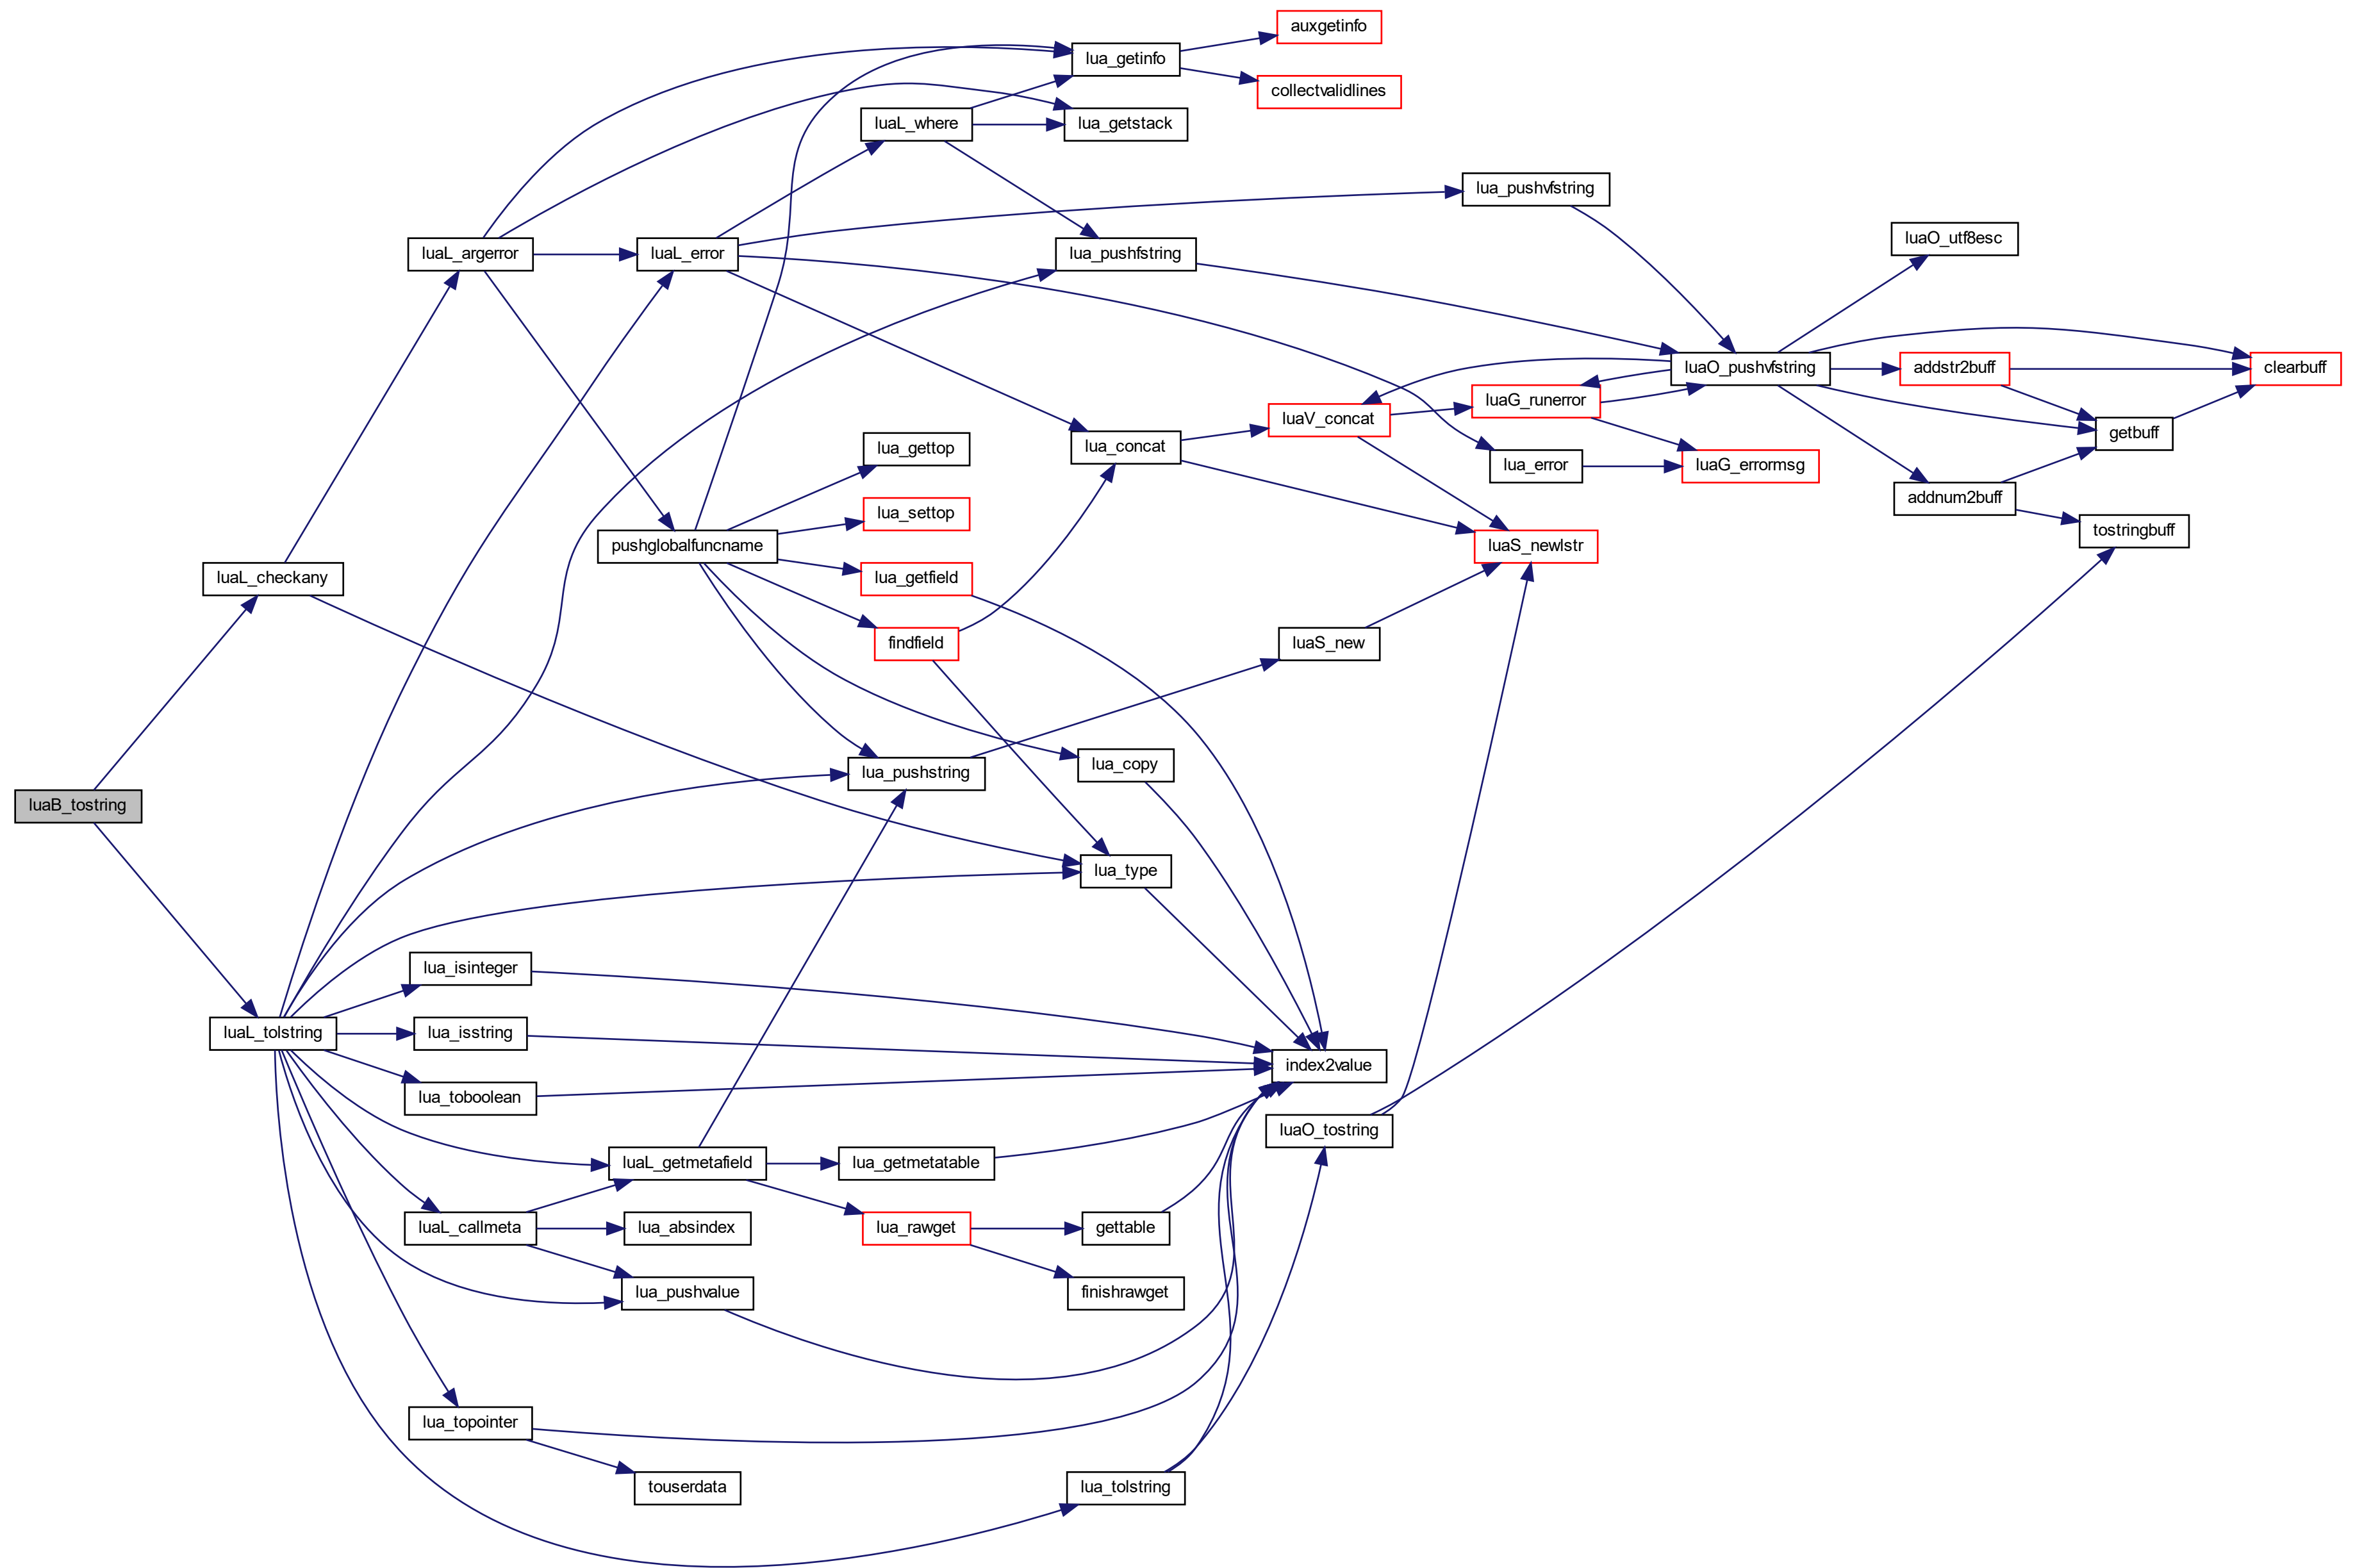 luaB_tostring
luaL_checkany
luaL_tolstring
luaL_argerror
lua_isinteger
lua_isstring
lua_toboolean
luaL_callmeta
lua_topointer
luaL_error
pushglobalfuncname
luaL_getmetafield
lua_absindex
lua_pushvalue
touserdata
luaL_where
lua_gettop
lua_settop
lua_getfield
findfield
lua_pushstring
lua_getmetatable
lua_rawget
lua_getinfo
lua_getstack
lua_pushfstring
lua_concat
lua_copy
lua_type
gettable
finishrawget
lua_tolstring
auxgetinfo
collectvalidlines
luaV_concat
luaS_new
index2value
luaO_tostring
lua_pushvfstring
luaG_runerror
lua_error
luaS_newlstr
luaO_pushvfstring
luaG_errormsg
luaO_utf8esc
addstr2buff
addnum2buff
getbuff
tostringbuff
clearbuff